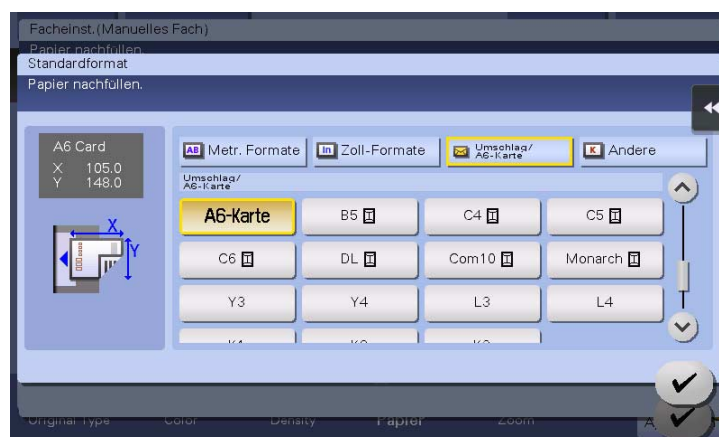 Facheinst.(Manuelles Fach)
Papier nachfüllen.
Standardformat
Papier nachfüllen.
A6 Card
X 105.0
Y 148.0
X
Y
AB Metr. Formate
In Zoll-Formate
Umschlag/
A6-Karte
K Andere
Umschlag/
A6-Karte
A6-Karte B5 C4 C5
C6 DL Com10 Monarch
Y3 Y4 L3 L4
Original Type Color Density Papier Zoom